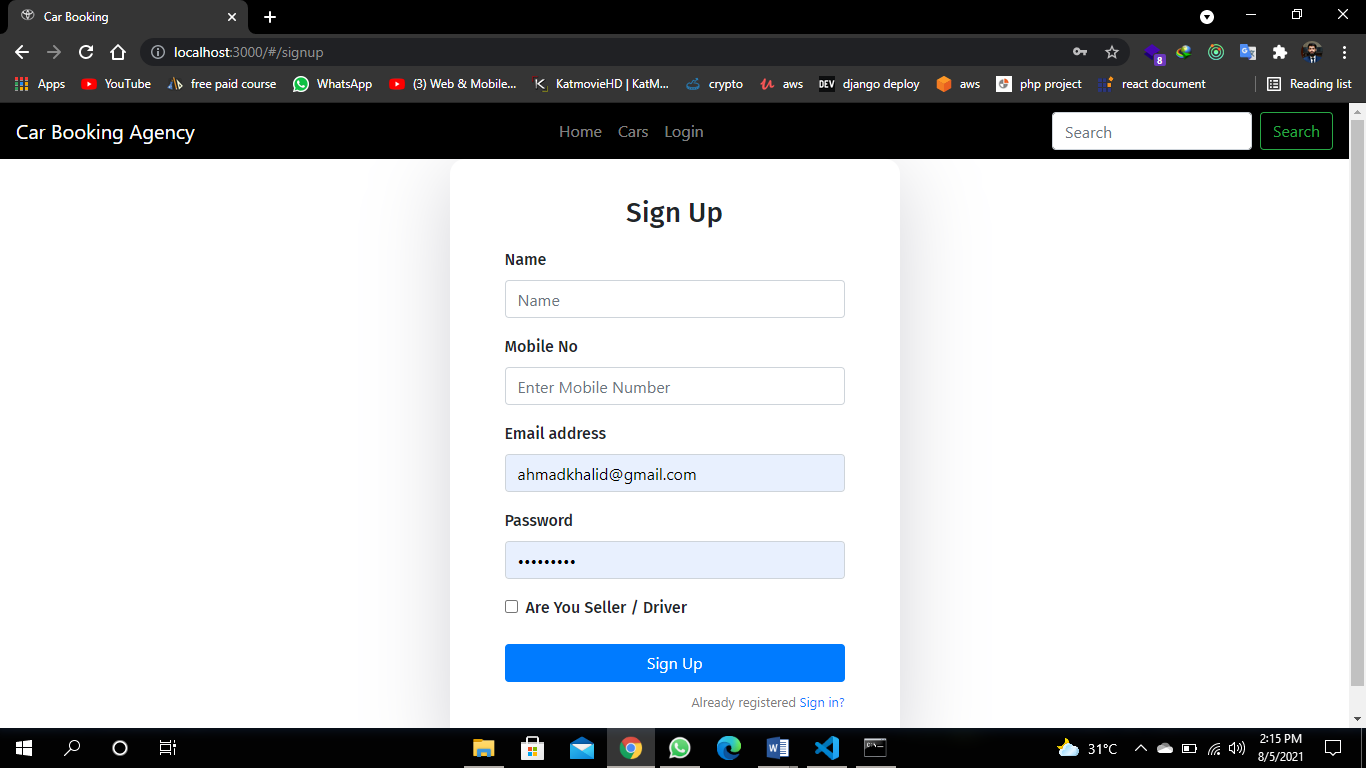 Car Booking
localhost:3000/#/signup
8
Apps YouTube free paid course WhatsApp (3) Web & Mobile... KatmovieHD | KatM... crypto aws DEV django deploy aws php project react document Reading list
Car Booking Agency Home Cars Login Search Search
Sign Up
Name
Name
Mobile No
Enter Mobile Number
Email address
ahmadkhalid@gmail.com
Password
•••••••••
Are You Seller / Driver
Sign Up
Already registered Sign in?
31°C
2:15 PM
8/5/2021